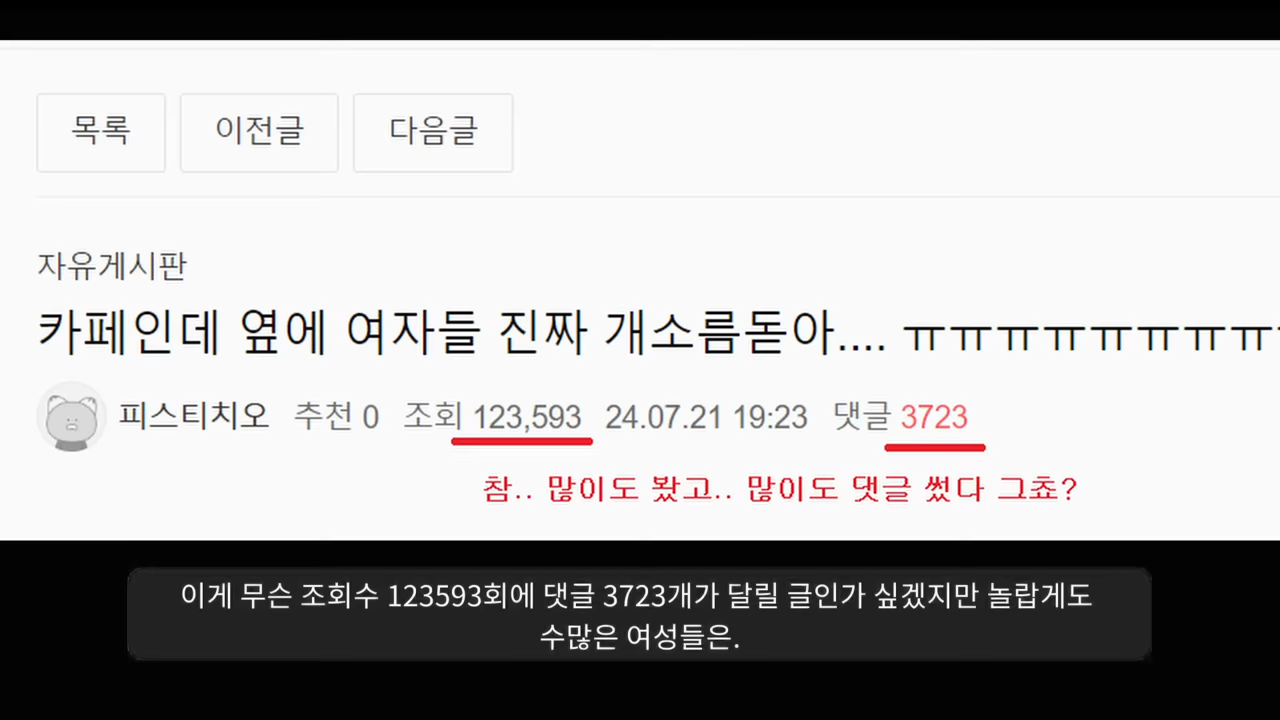 목록 이전글 다음글
자유게시판
카페인데 옆에 여자들 진짜 개소름돋아.... ㅠㅠㅠㅠㅠㅠㅠㅠ
피스티치오 추천 0 조회 123,593 24.07.21 19:23 댓글 3723
참.. 많이도 봤고.. 많이도 댓글 썼다 그쵸?
이게 무슨 조회수 123593회에 댓글 3723개가 달릴 글인가 싶겠지만 놀랍게도
수많은 여성들은.